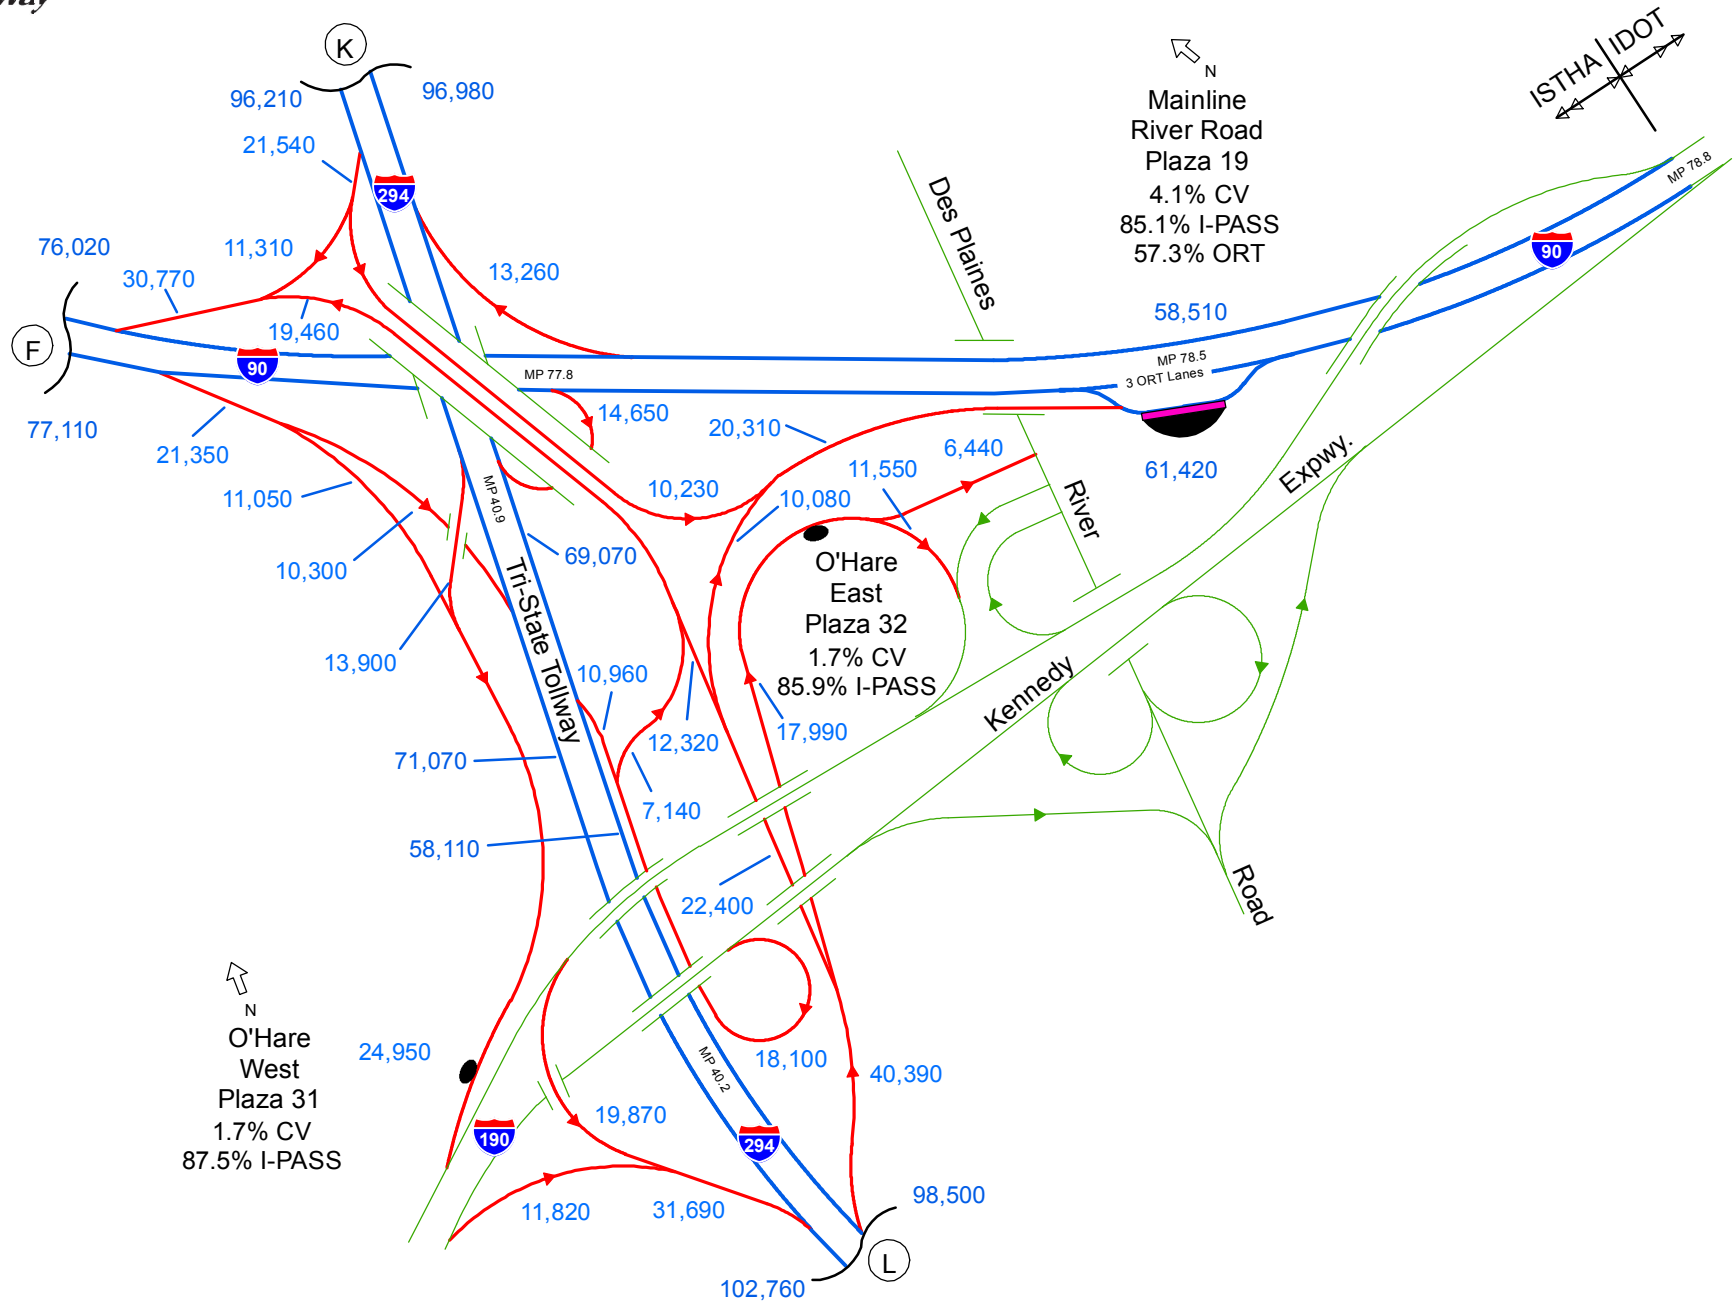 K
96,210
96,980
21,540
294
76,020
11,310
30,770
13,260
19,460
F
90
77,110
21,350
11,050
10,300
13,900
MP 77.8
14,650
20,310
10,230
10,080
11,550
6,440
MP 40.9
69,070
Tri-State Tollway
10,960
71,070
12,320
7,140
58,110
22,400
17,990
Des Plaines
N
Mainline
River Road
Plaza 19
4.1% CV
85.1% I-PASS
57.3% ORT
58,510
MP 78.5
3 ORT Lanes
61,420
ISTHA
IDOT
MP 78.8
90
River
Expwy.
Kennedy
Road
O'Hare
East
Plaza 32
1.7% CV
85.9% I-PASS
N
O'Hare
West
Plaza 31
1.7% CV
87.5% I-PASS
24,950
18,100
40,390
MP 40.2
19,870
190
294
11,820
31,690
98,500
102,760
L